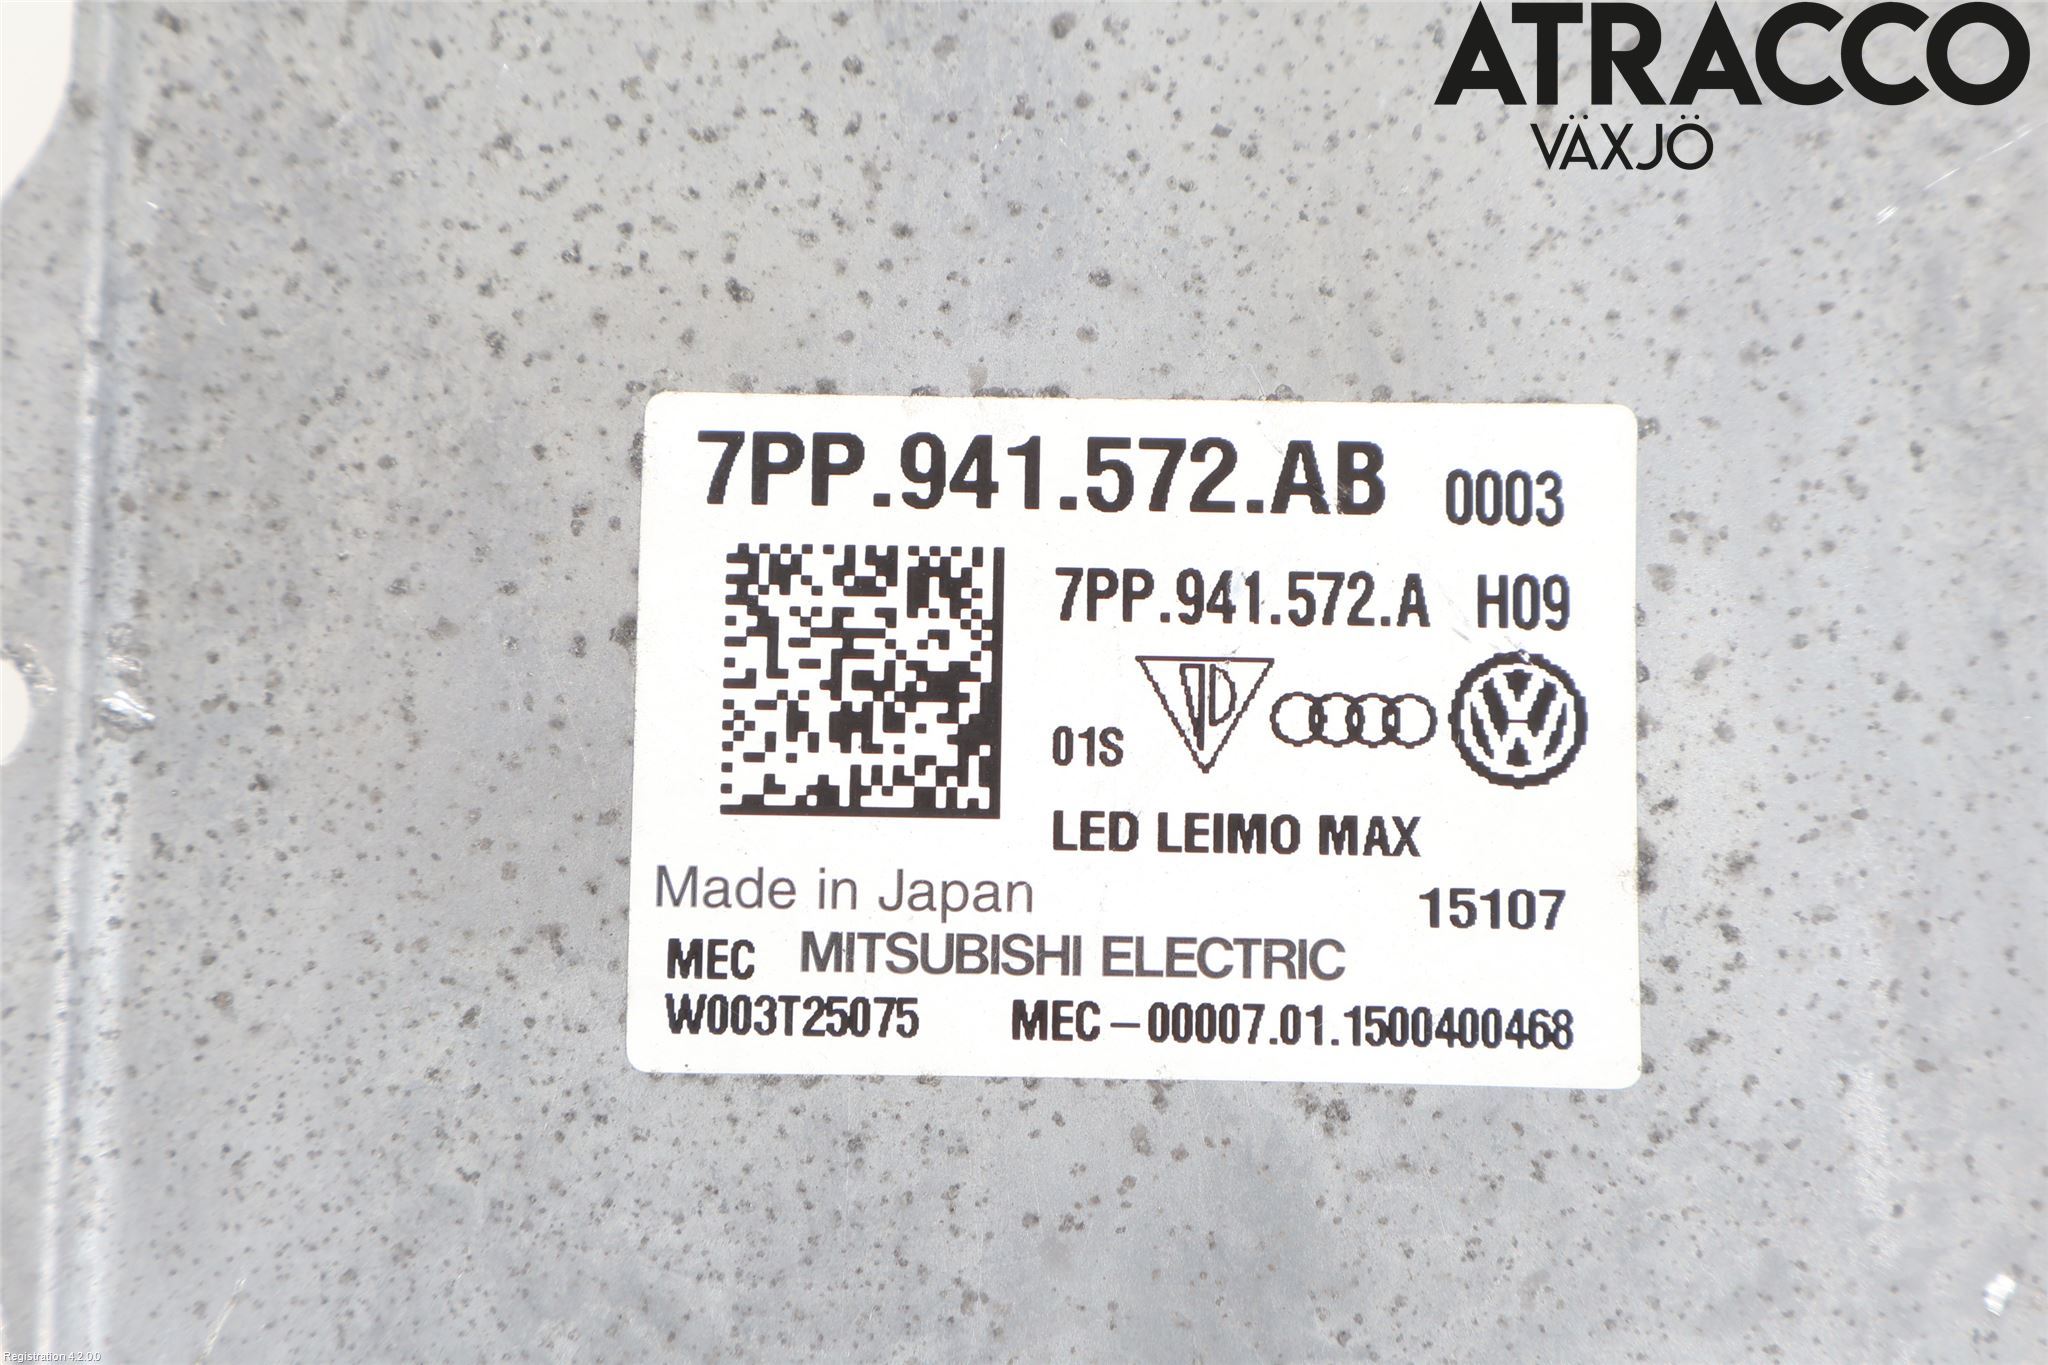 ATRACCO
VÄXJÖ
7PP.941.572.AB 0003
7PP.941.572.A H09
01S
LED LEIMO MAX
Made in Japan 15107
MEC MITSUBISHI ELECTRIC
W003T25075 MEC-00007.01.1500400468
Registration 4.2.0.0